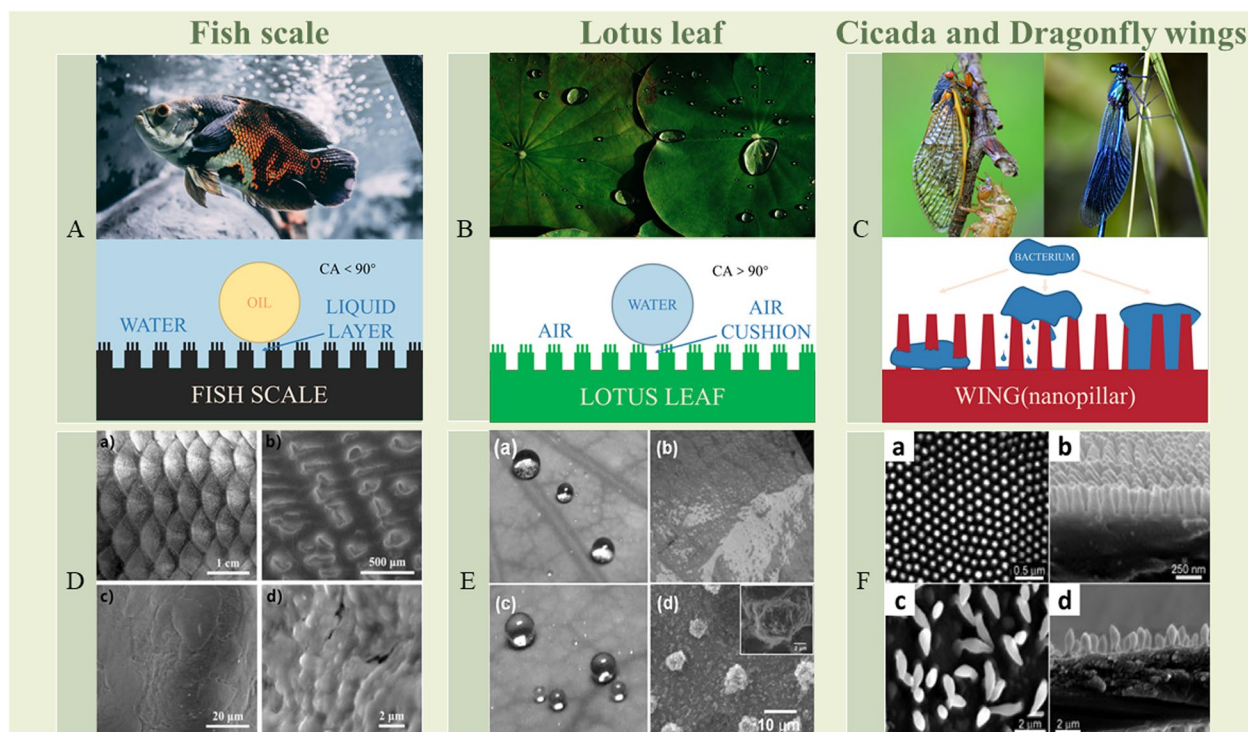 Fish scale
Lotus leaf
Cicada and Dragonfly wings
A
CA < 90°
OIL
WATER
LIQUID
LAYER
FISH SCALE
B
CA > 90°
WATER
AIR
AIR
CUSHION
LOTUS LEAF
C
BACTERIUM
WING(nanopillar)
D
a)
1 cm
b)
500 μm
c)
20 μm
d)
2 μm
E
(a)
(b)
(c)
(d)
2 μm
10 μm
F
a
0.5 μm
b
250 nm
c
2 μm
d
2 μm